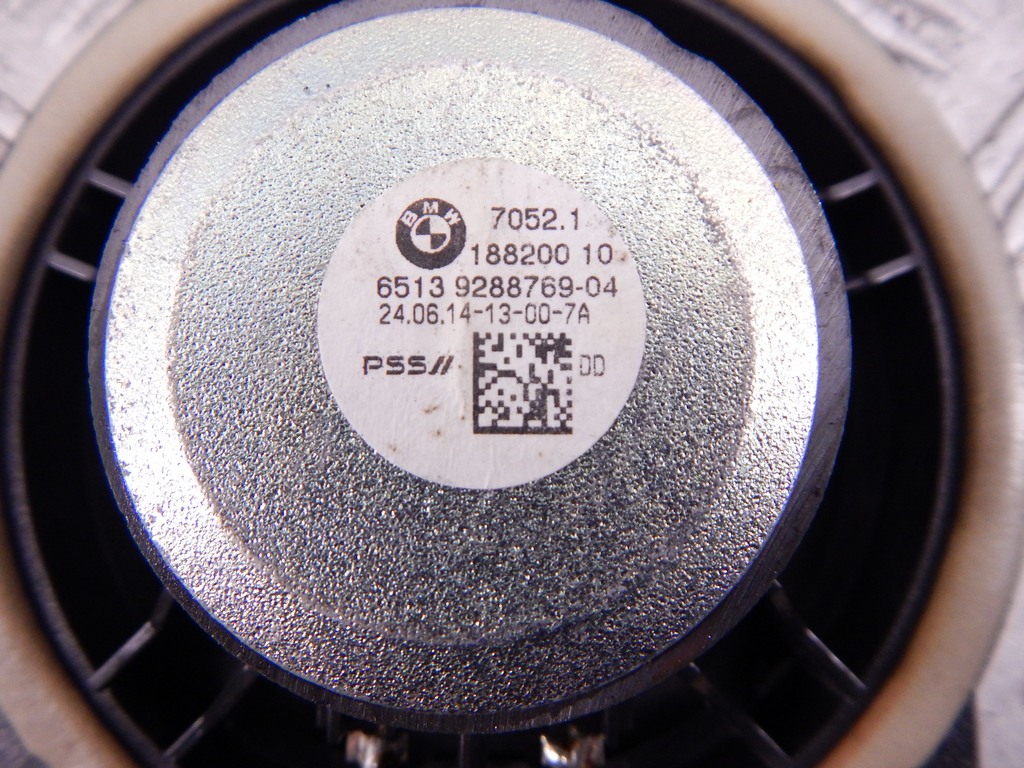 BMW
7052.1
188200 10
6513 9288769-04
24.06.14-13-00-7A
PSS// DD